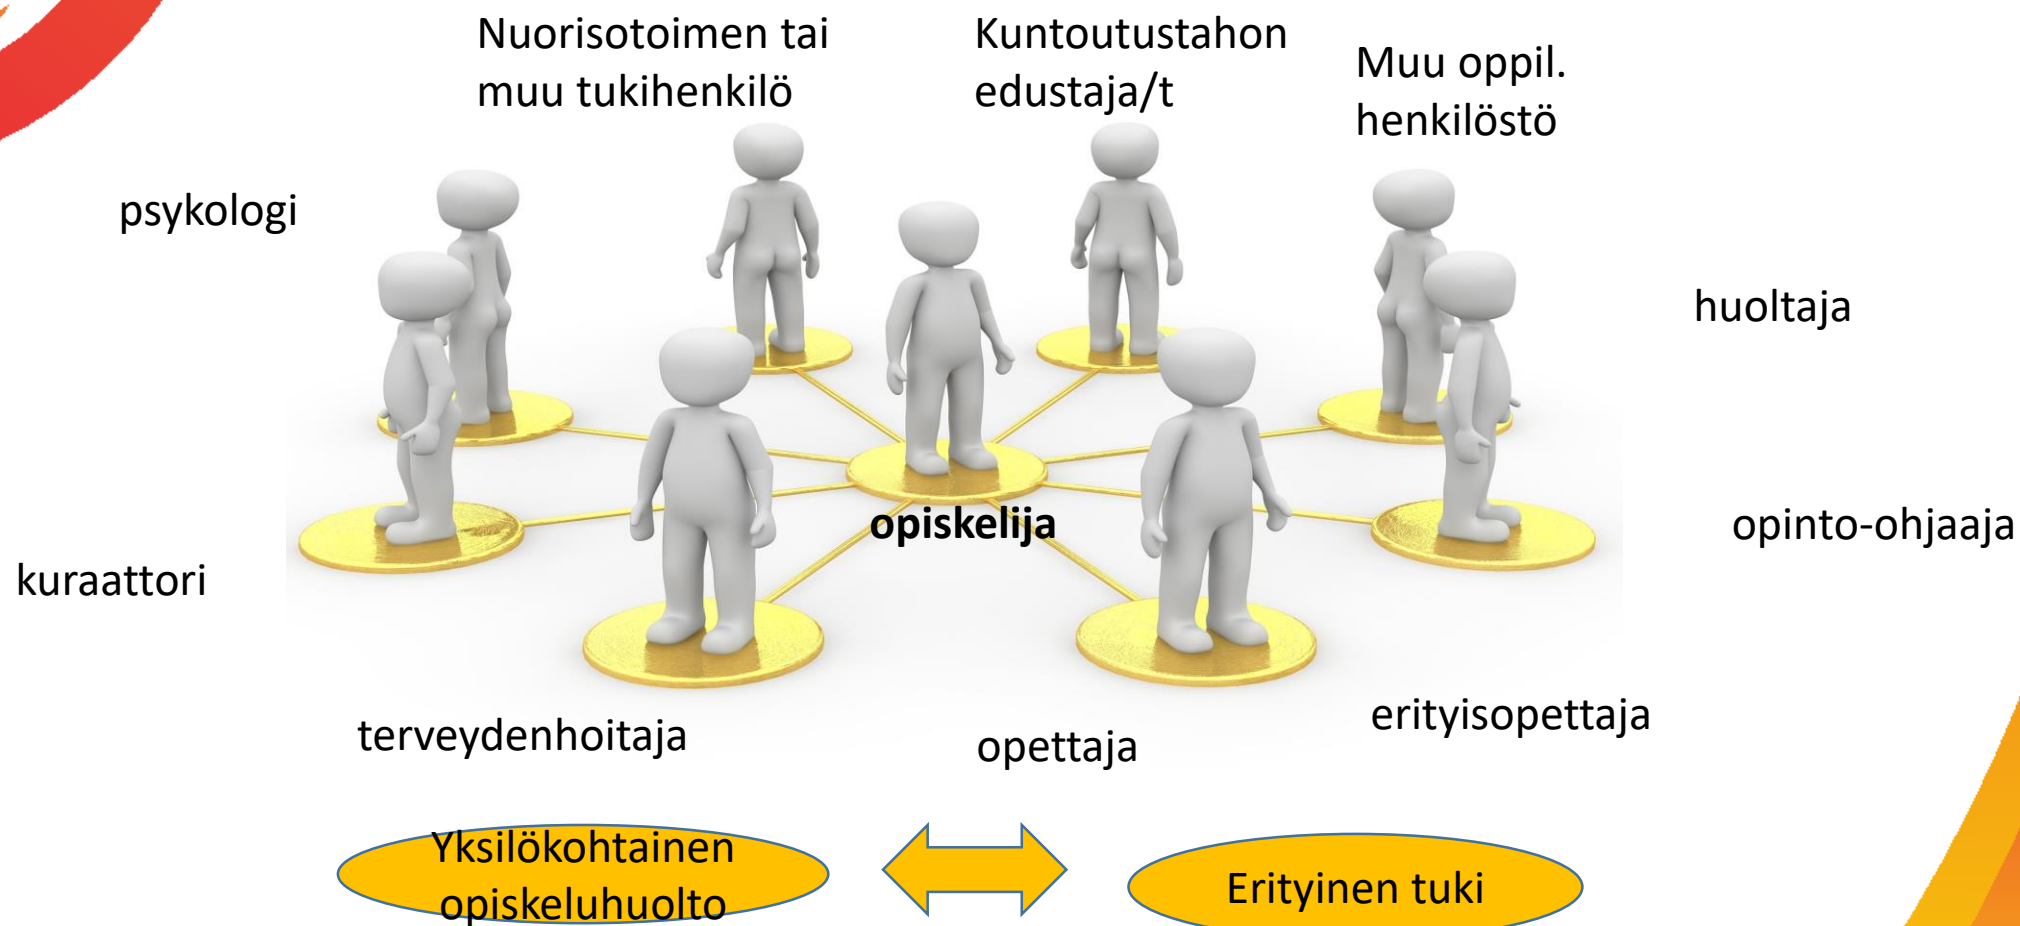 Nuorisotoimen tai
muu tukihenkilö
Kuntoutustahon
edustaja/t
Muu oppil.
henkilöstö
psykologi
huoltaja
opiskelija
opinto-ohjaaja
kuraattori
terveydenhoitaja
opettaja
erityisopettaja
Yksilökohtainen
opiskeluhuolto
Erityinen tuki